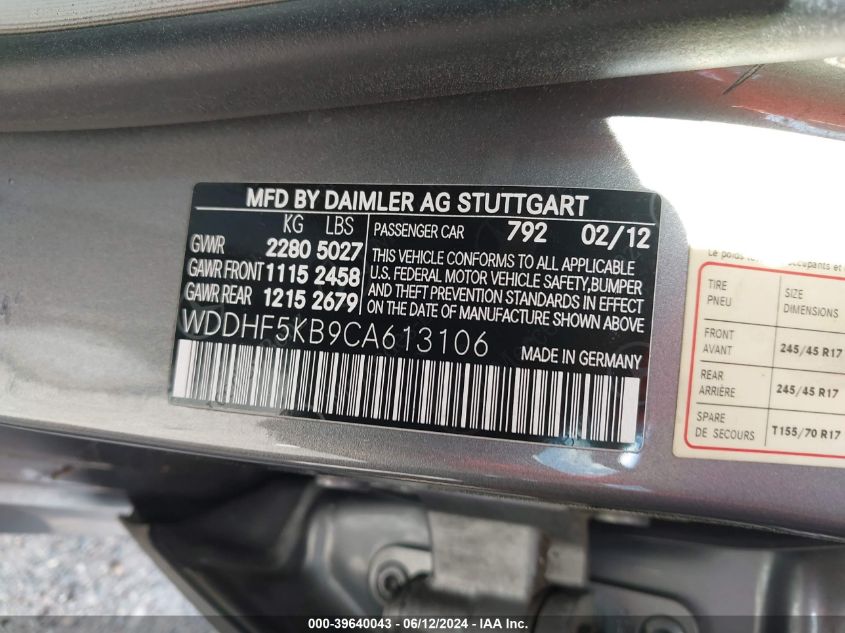 MFD BY DAIMLER AG STUTTGART
KG LBS
GVWR 2280 5027
GAWR FRONT 1115 2458
GAWR REAR 1215 2679
PASSENGER CAR 792 02/12
THIS VEHICLE CONFORMS TO ALL APPLICABLE
U.S. FEDERAL MOTOR VEHICLE SAFETY,BUMPER
AND THEFT PREVENTION STANDARDS IN EFFECT
ON THE DATE OF MANUFACTURE SHOWN ABOVE
WDDHF5KB9CA613106
MADE IN GERMANY
Le poids occupants et
TIRE SIZE
PNEU DIMENSIONS
FRONT
AVANT 245/45 R17
REAR
ARRIÈRE 245/45 R17
SPARE
DE SECOURS T155/70 R17
000-39640043 - 06/12/2024 - IAA Inc.